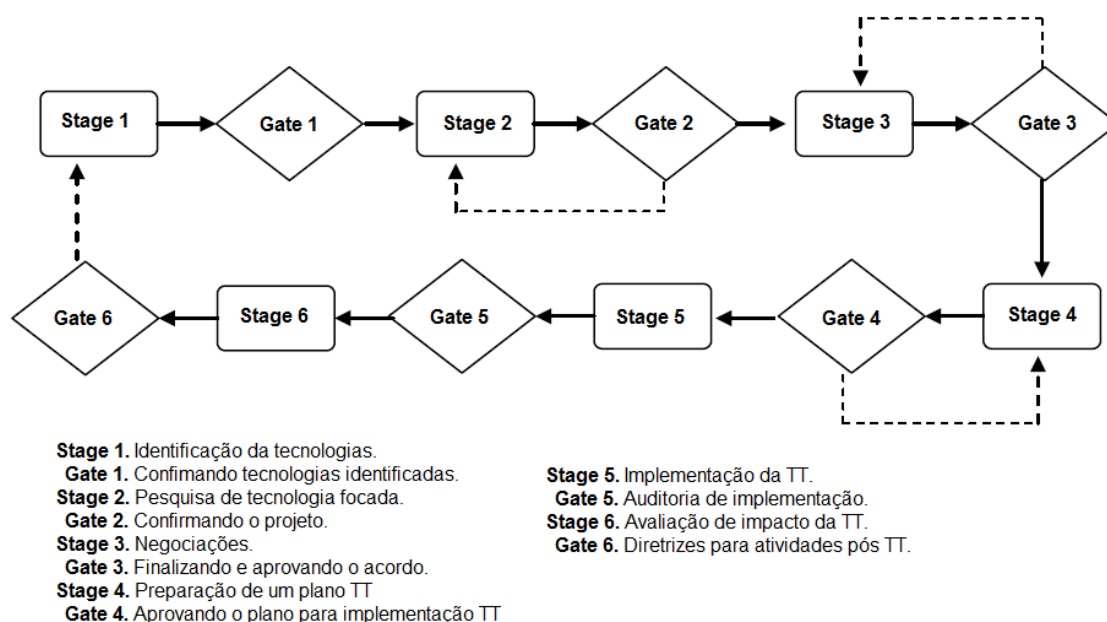 Stage 1
Gate 1
Stage 2
Gate 2
Stage 3
Gate 3
Gate 6
Stage 6
Gate 5
Stage 5
Gate 4
Stage 4
Stage 1. Identificação da tecnologias.
Gate 1. Confimando tecnologias identificadas.
Stage 2. Pesquisa de tecnologia focada.
Gate 2. Confirmando o projeto.
Stage 3. Negociações.
Gate 3. Finalizando e aprovando o acordo.
Stage 4. Preparação de um plano TT
Gate 4. Aprovando o plano para implementação TT
Stage 5. Implementação da TT.
Gate 5. Auditoria de implementação.
Stage 6. Avaliação de impacto da TT.
Gate 6. Diretrizes para atividades pós TT.